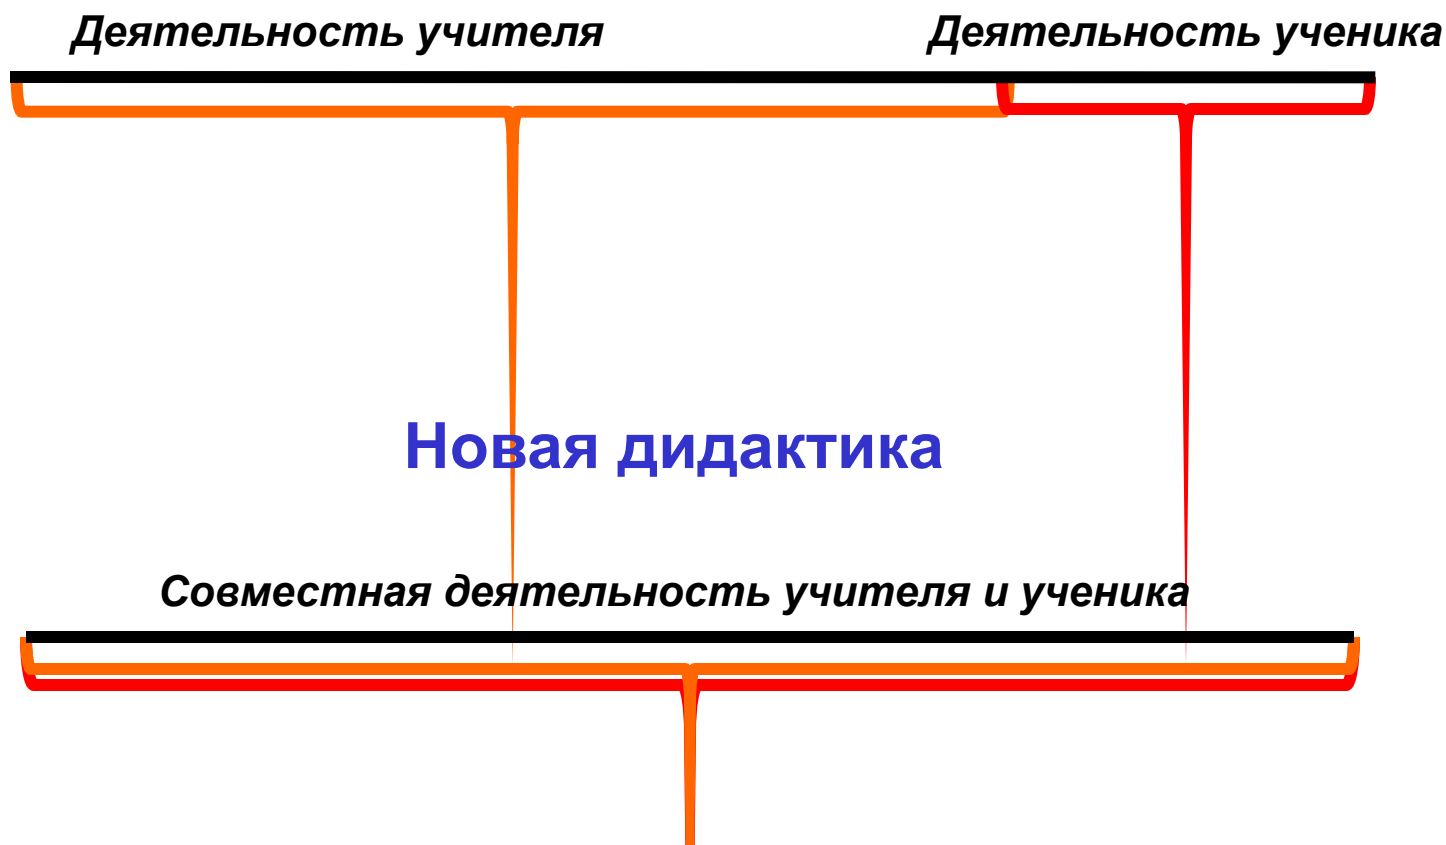 Деятельность учителя
Деятельность ученика
Новая дидактика
Совместная деятельность учителя и ученика